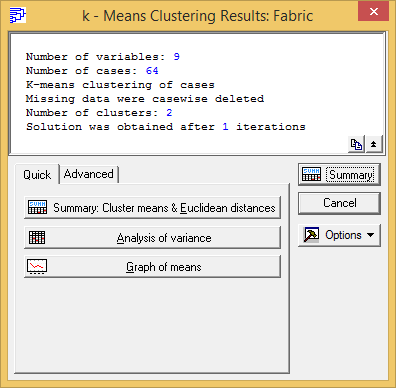 k - Means Clustering Results: Fabric
Number of variables: 9
Number of cases: 64
K-means clustering of cases
Missing data were casewise deleted
Number of clusters: 2
Solution was obtained after 1 iterations
Quick
Advanced
Summary
Summary: Cluster means & Euclidean distances
Cancel
Analysis of variance
Options
Graph of means